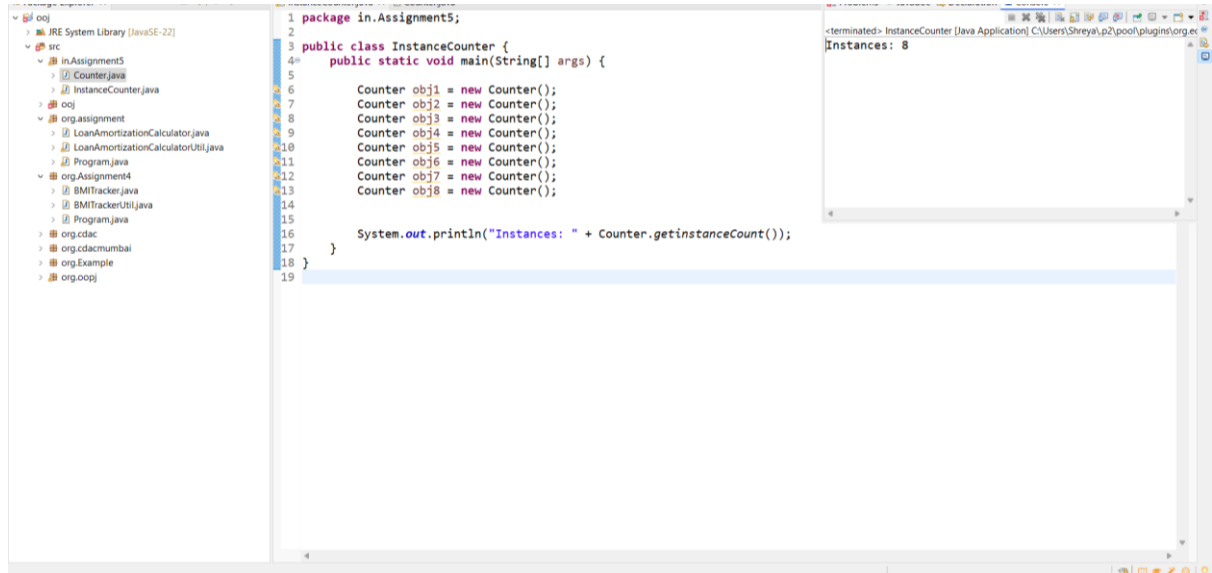 ooj
JRE System Library [JavaSE-22]
src
in.Assignment5
Counter.java
InstanceCounter.java
ooj
org.assignment
LoanAmortizationCalculator.java
LoanAmortizationCalculatorUtil.java
Program.java
org.Assignment4
BMITracker.java
BMITrackerUtil.java
Program.java
org.cdac
org.cdacmumbai
org.Example
org.oopj
1 package in.Assignment5;
2
3 public class InstanceCounter {
4 public static void main(String[] args) {
5
6 Counter obj1 = new Counter();
7 Counter obj2 = new Counter();
8 Counter obj3 = new Counter();
9 Counter obj4 = new Counter();
10 Counter obj5 = new Counter();
11 Counter obj6 = new Counter();
12 Counter obj7 = new Counter();
13 Counter obj8 = new Counter();
14
15
16 System.out.println("Instances: " + Counter.getinstanceCount());
17 }
18 }
19
<terminated> InstanceCounter [Java Application] C:\Users\Shreya\.p2\pool\plugins\org.ec
Instances: 8